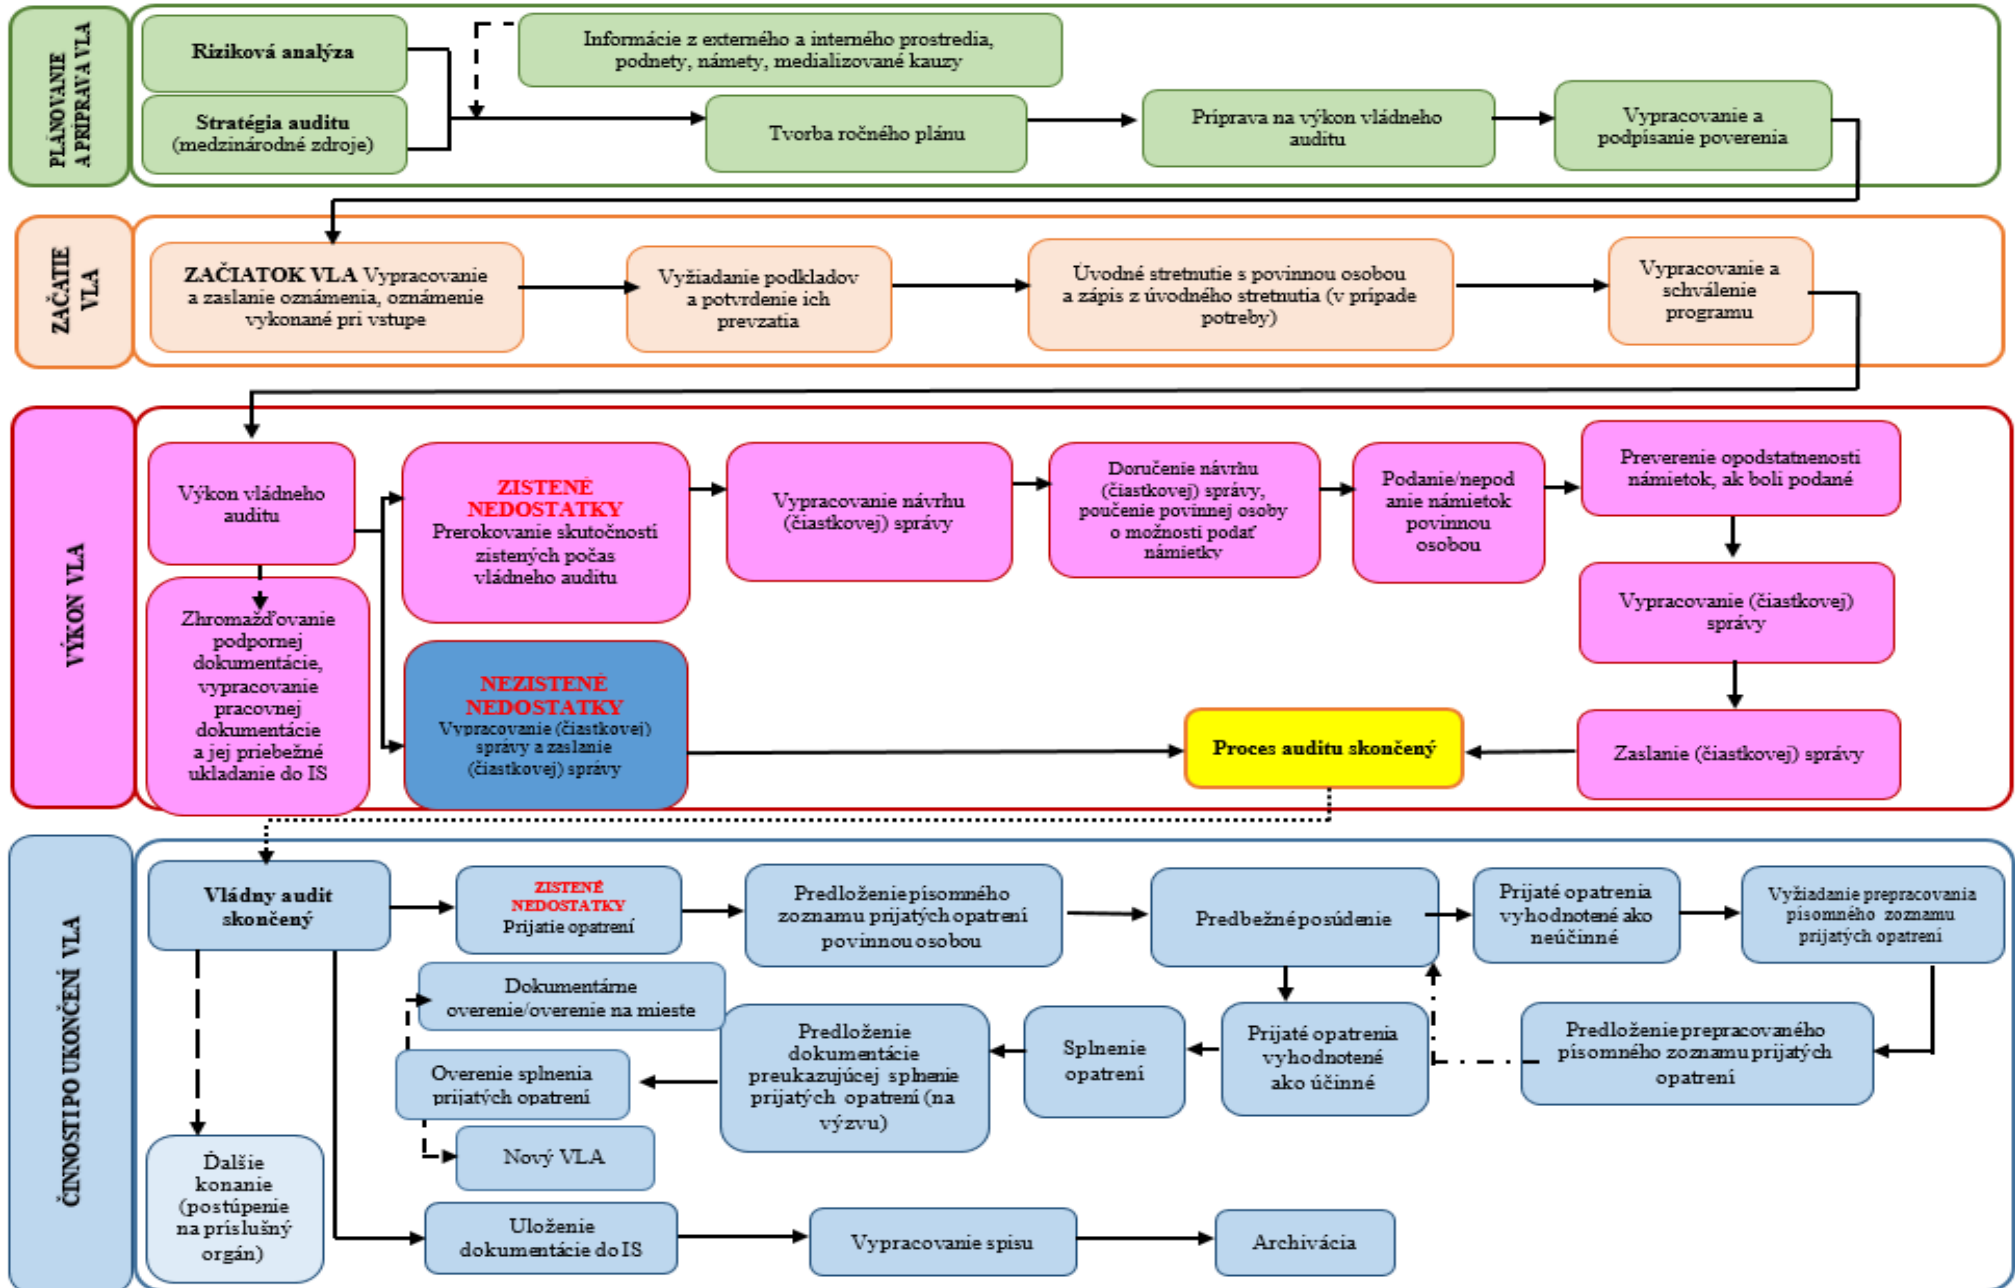 PLÁNOVANIE
A PRÍPRAVA VLA
Riziková analýza
Stratégia auditu
(medzinárodné zdroje)
Informácie z externého a interného prostredia,
podnety, námety, medializované kauzy
Tvorba ročného plánu
Príprava na výkon vládneho
auditu
Vypracovanie a
podpísanie poverenia
ZAČATIE
VLA
ZAČIATOK VLA Vypracovanie
a zaslanie oznámenia, oznámenie
vykonané pri vstupe
Vyžiadanie podkladov
a potvrdenie ich
prevzatia
Úvodné stretnutie s povinnou osobou
a zápis z úvodného stretnutia (v prípade
potreby)
Vypracovanie a
schválenie
programu
VÝKON VLA
Výkon vládneho
auditu
Zhromažďovanie
podpornej
dokumentácie,
vypracovanie
pracovnej
dokumentácie
a jej priebežné
ukladanie do IS
ZISTENÉ
NEDOSTATKY
Prerokovanie skutočností
zistených počas
vládneho auditu
Vypracovanie návrhu
(čiastkovej) správy
Doručenie návrhu
(čiastkovej) správy,
poučenie povinnej osoby
o možnosti podať
námietky
Podanie/nepod
anie námietok
povinnou
osobou
Preverenie opodstatnenosti
námietok, ak boli podané
Vypracovanie (čiastkovej)
správy
Zaslanie (čiastkovej) správy
NEZISTENÉ
NEDOSTATKY
Vypracovanie (čiastkovej)
správy a zaslanie
(čiastkovej) správy
Proces auditu skončený
ČINNOSTI PO UKONČENÍ VLA
Vládny audit
skončený
ZISTENÉ
NEDOSTATKY
Prijatie opatrení
Predloženie písomného
zoznamu prijatých opatrení
povinnou osobou
Predbežné posúdenie
Prijaté opatrenia
vyhodnotené ako
neúčinné
Vyžiadanie prepracovania
písomného zoznamu
prijatých opatrení
Predloženie prepracovaného
písomného zoznamu prijatých
opatrení
Prijaté opatrenia
vyhodnotené
ako účinné
Splnenie
opatrení
Predloženie
dokumentácie
preukazujúcej splnenie
prijatých opatrení (na
výzvu)
Dokumentárne
overenie/overenie na mieste
Overenie splnenia
prijatých opatrení
Nový VLA
Ďalšie
konanie
(postúpenie
na príslušný
orgán)
Uloženie
dokumentácie do IS
Vypracovanie spisu
Archivácia